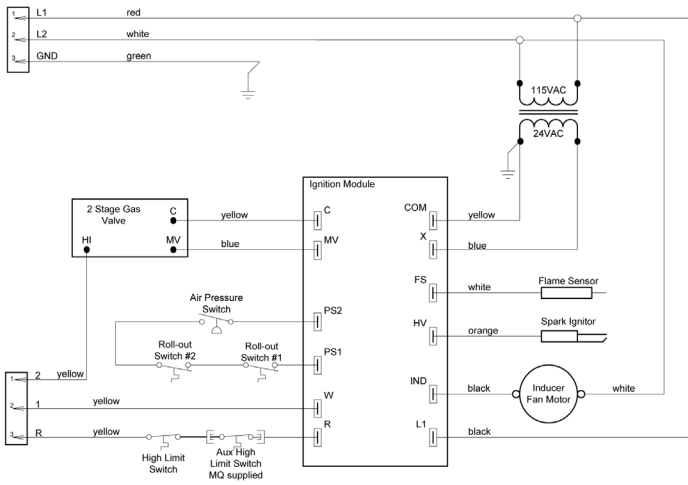 1 L1 red
2 L2 white
3 GND green
115VAC
24VAC
Ignition Module
2 Stage Gas
Valve
C
HI
MV
yellow
blue
C
MV
COM
yellow
X
blue
FS
white
Flame Sensor
Air Pressure
Switch
PS2
HV
orange
Spark Ignitor
Roll-out
Switch #2
Roll-out
Switch #1
PS1
IND
black
Inducer
Fan Motor
white
1 2 yellow
2 1 yellow
W
3 R yellow
R
L1
black
High Limit
Switch
Aux High
Limit Switch
MQ supplied